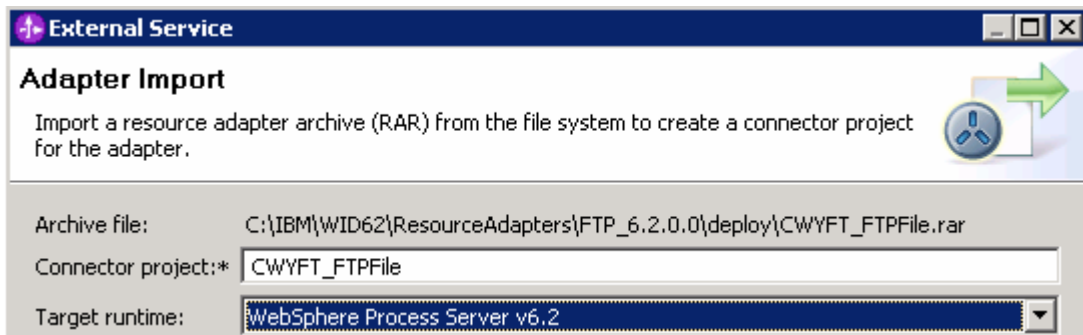 External Service
Adapter Import
Import a resource adapter archive (RAR) from the file system to create a connector project
for the adapter.
Archive file: C:\IBM\WID62\ResourceAdapters\FTP_6.2.0.0\deploy\CWYFT_FTPFile.rar
Connector project:* CWYFT_FTPFile
Target runtime: WebSphere Process Server v6.2